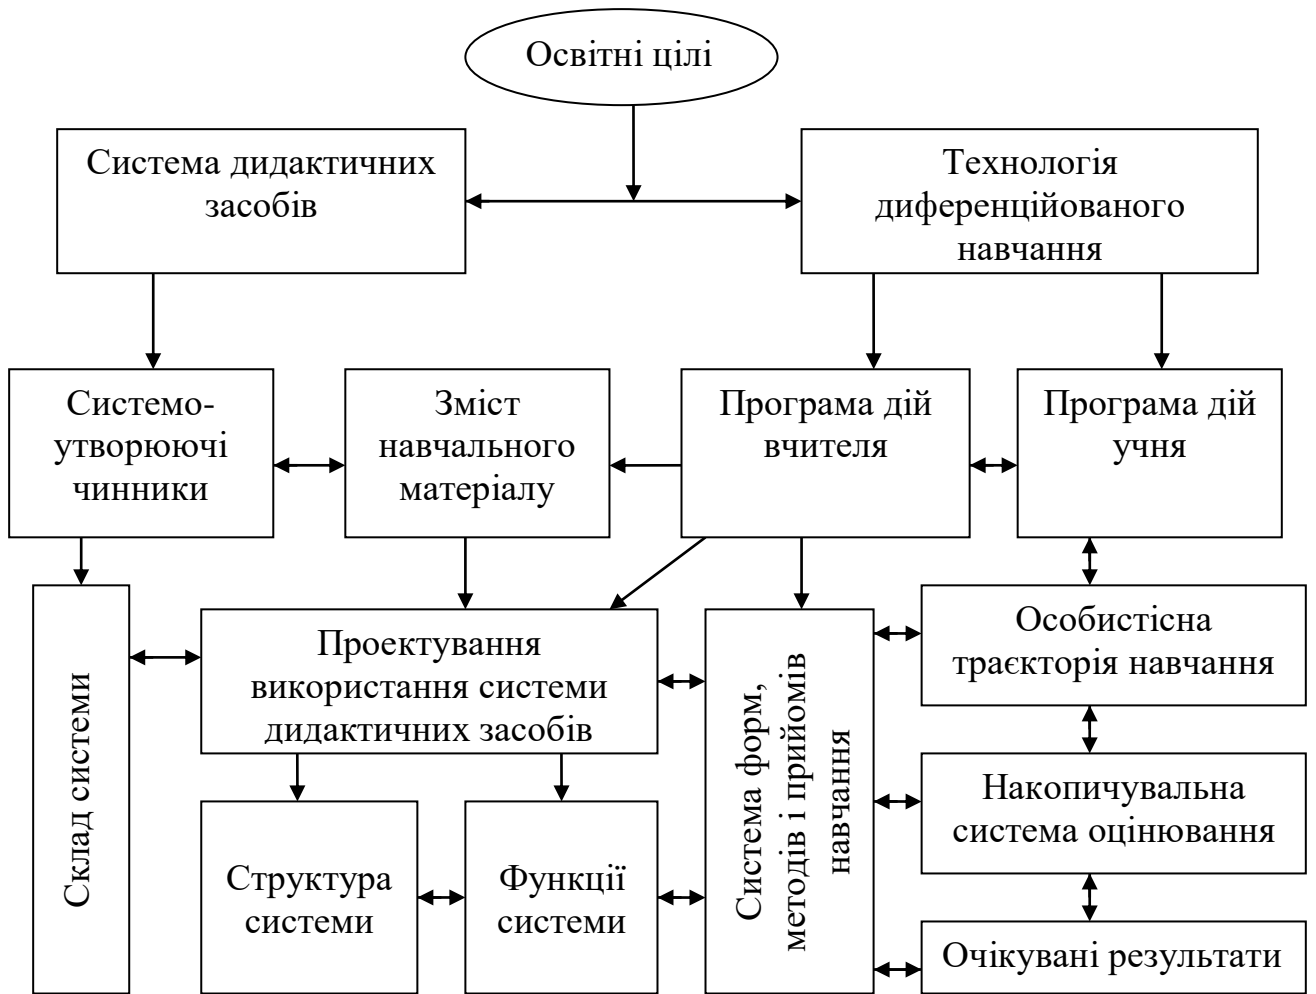 Освітні цілі
Система дидактичних
засобів
Технологія
диференційованого
навчання
Системо-
утворюючі
чинники
Зміст
навчального
матеріалу
Програма дій
вчителя
Програма дій
учня
Склад системи
Проектування
використання системи
дидактичних засобів
Система форм,
методів і прийомів
навчання
Особистісна
траєкторія навчання
Накопичувальна
система оцінювання
Структура
системи
Функції
системи
Очікувані результати